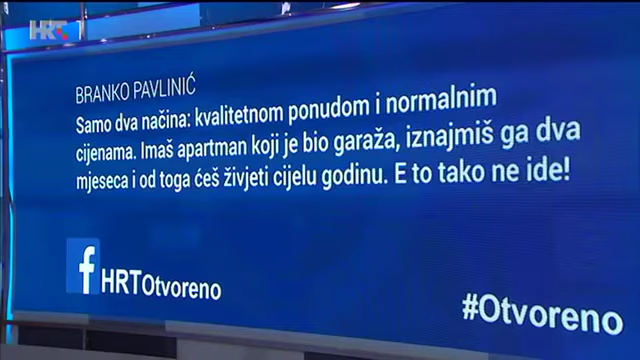 HRT 1
BRANKO PAVLINIĆ
Samo dva načina: kvalitetnom ponudom i normalnim
cijenama. Imaš apartman koji je bio garaža, iznajmiš ga dva
mjeseca i od toga ćeš živjeti cijelu godinu. E to tako ne ide!
f HRTOtvoreno
#Otvoreno